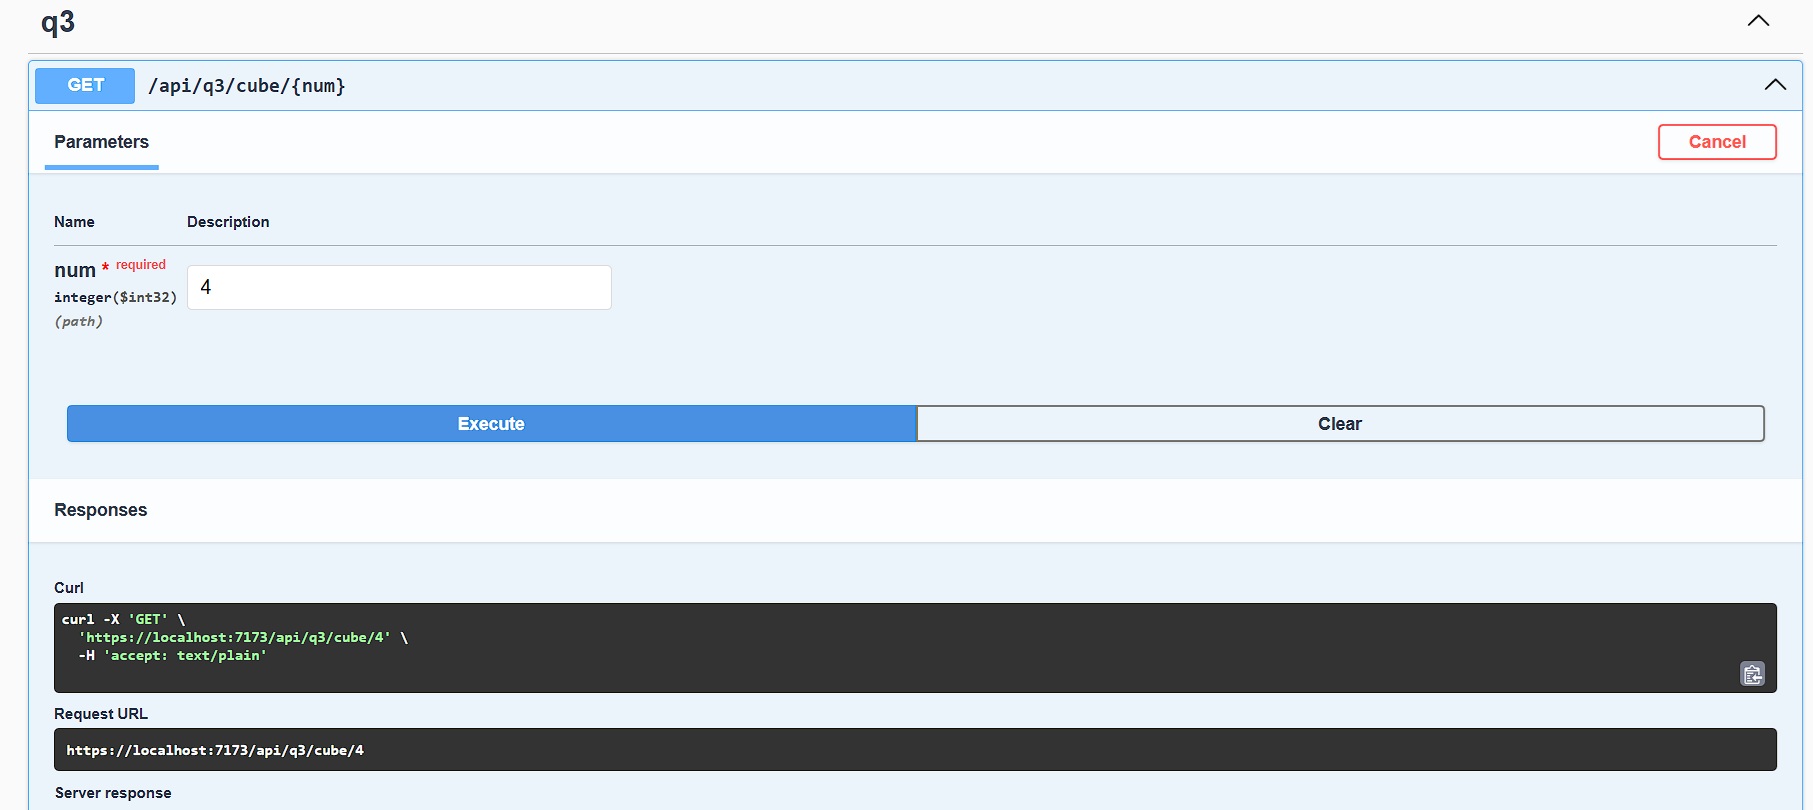 q3
GET /api/q3/cube/{num}
Parameters
Cancel
Name Description
num * required
integer($int32)
(path)
4
Execute
Clear
Responses
Curl
curl -X 'GET' \
  'https://localhost:7173/api/q3/cube/4' \
  -H 'accept: text/plain'
Request URL
https://localhost:7173/api/q3/cube/4
Server response